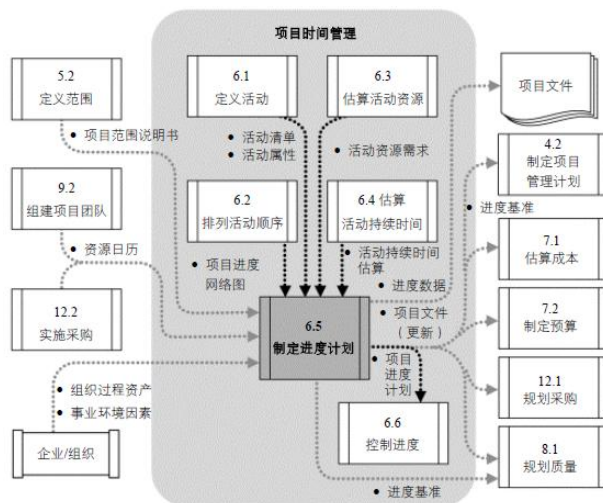 项目时间管理
5.2
定义范围
6.1
定义活动
6.3
估算活动资源
项目文件
• 项目范围说明书
• 活动清单
• 活动属性
• 活动资源需求
4.2
制定项目
管理计划
9.2
组建项目团队
6.2
排列活动顺序
6.4 估算
活动持续时间
• 进度基准
• 资源日历
• 项目进度
网络图
• 活动持续时间
估算
• 进度数据
7.1
估算成本
12.2
实施采购
6.5
制定进度计划
• 项目文件
（更新）
7.2
制定预算
• 项目
进度
计划
• 组织过程资产
• 事业环境因素
12.1
规划采购
企业/组织
6.6
控制进度
8.1
规划质量
• 进度基准